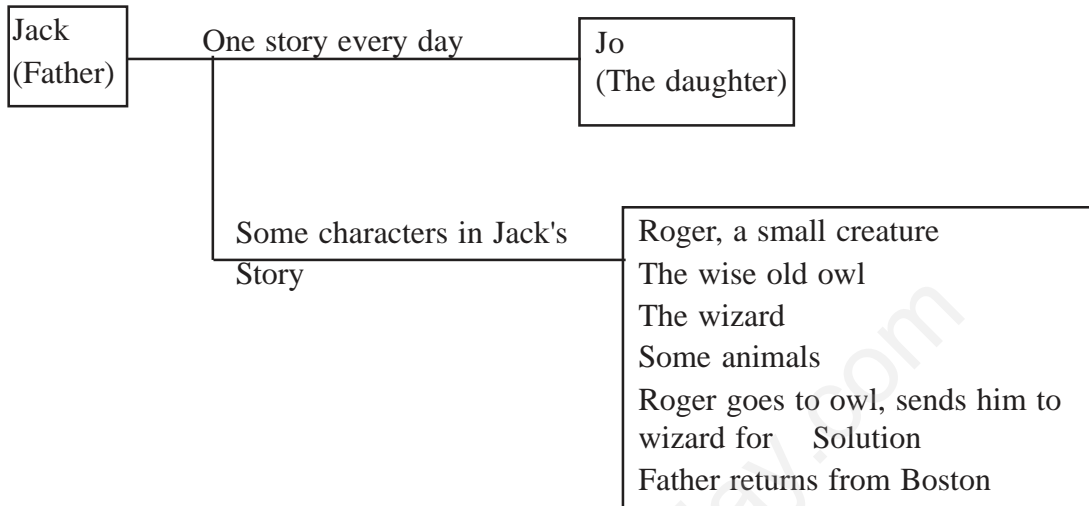 Jack
(Father)
One story every day
Jo
(The daughter)
Some characters in Jack's
Story
Roger, a small creature
The wise old owl
The wizard
Some animals
Roger goes to owl, sends him to
wizard for Solution
Father returns from Boston